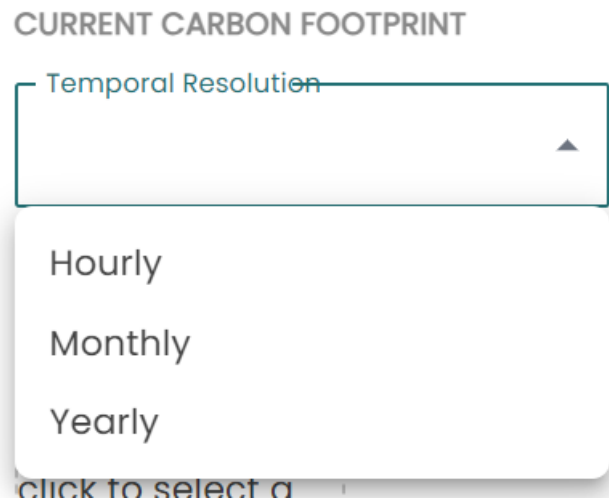 CURRENT CARBON FOOTPRINT
Temporal Resolution
Hourly
Monthly
Yearly
click to select a